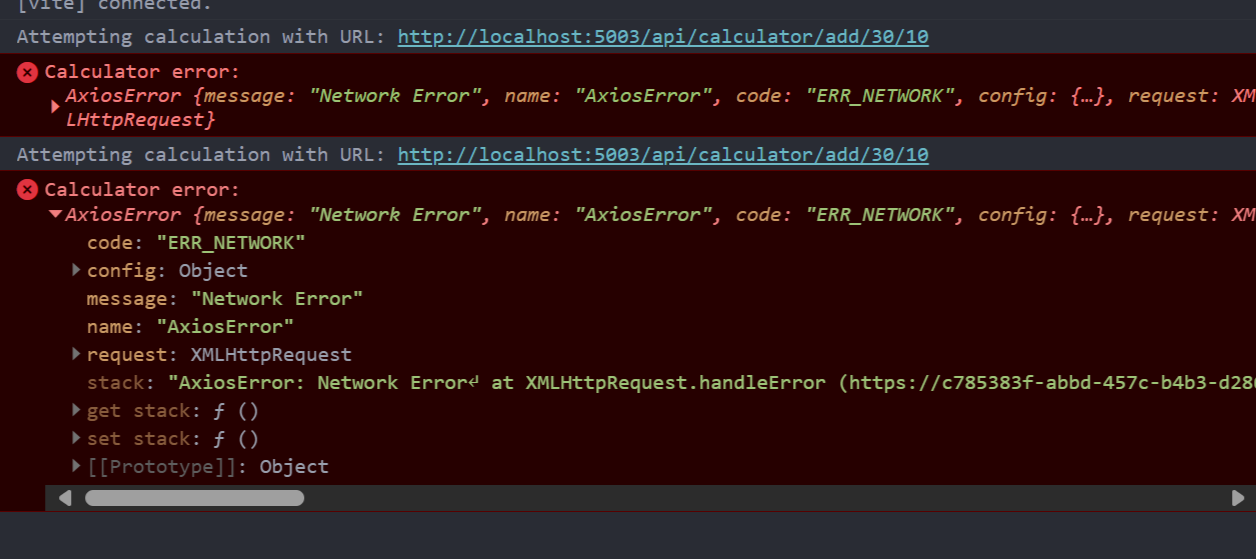 [vite] connected.
Attempting calculation with URL: http://localhost:5003/api/calculator/add/30/10
Calculator error:
AxiosError {message: "Network Error", name: "AxiosError", code: "ERR_NETWORK", config: {…}, request: XM
LHttpRequest}
Attempting calculation with URL: http://localhost:5003/api/calculator/add/30/10
Calculator error:
AxiosError {message: "Network Error", name: "AxiosError", code: "ERR_NETWORK", config: {…}, request: XM
code: "ERR_NETWORK"
config: Object
message: "Network Error"
name: "AxiosError"
request: XMLHttpRequest
stack: "AxiosError: Network Error↵ at XMLHttpRequest.handleError (https://c785383f-abbd-457c-b4b3-d28
get stack: ƒ ()
set stack: ƒ ()
[[Prototype]]: Object